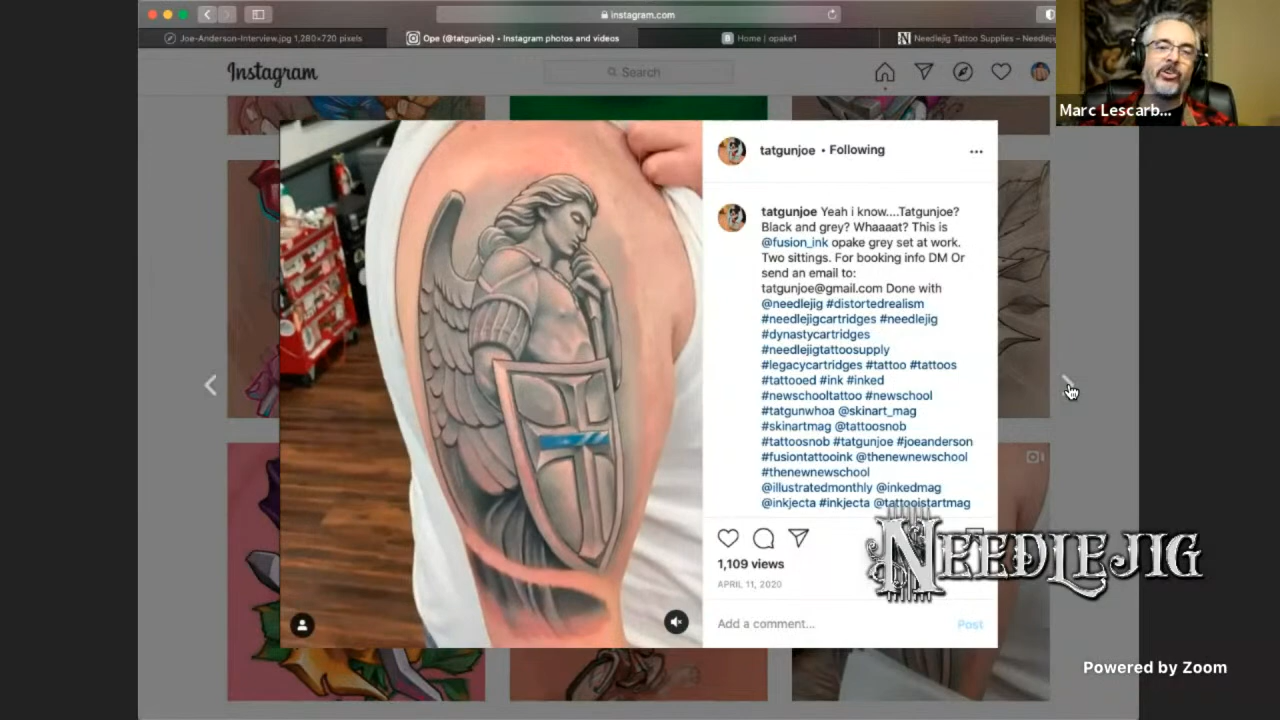 instagram.com
Joe-Anderson-Interview.jpg 1,280×720 pixels
Ope (@tatgunjoe) • Instagram photos and videos
Home | opake1
Needlejig Tattoo Supplies – Needlejig
Instagram
Search
Marc Lescarb...
tatgunjoe • Following
tatgunjoe Yeah i know....Tatgunjoe?
Black and grey? Whaaaat? This is
@fusion_ink opake grey set at work.
Two sittings. For booking info DM Or
send an email to:
tatgunjoe@gmail.com Done with
@needlejig #distortedrealism
#needlejigcartridges #needlejig
#dynastycartridges
#needlejigtattoosupply
#legacycartridges #tattoo #tattoos
#tattooed #ink #inked
#newschooltattoo #newschool
#tatgunwhoa @skinart_mag
#skinartmag @tattoosnob
#tattoosnob #tatgunjoe #joeanderson
#fusiontattooink @thenewnewschool
#thenewnewschool
@illustratedmonthly @inkedmag
@inkjecta #inkjecta @tattooistartmag
1,109 views
APRIL 11, 2020
Add a comment...
Post
NEEDLEJIG
Powered by Zoom